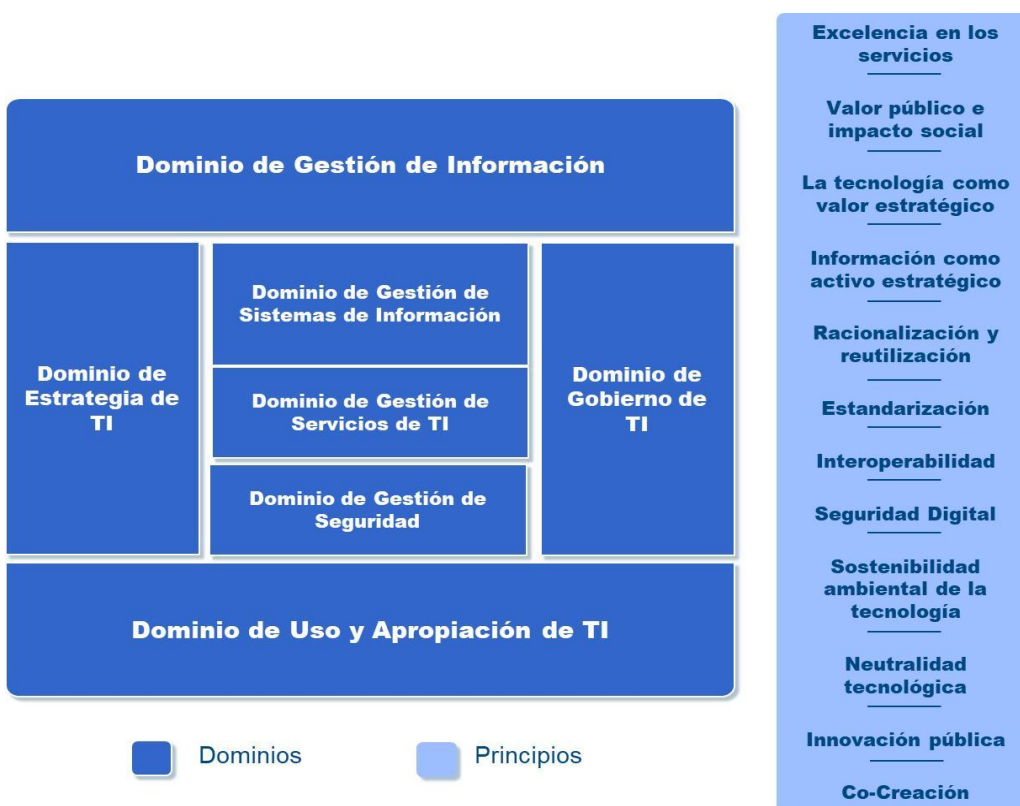 Dominio de Gestión de Información
Dominio de
Estrategia de
TI
Dominio de Gestión de
Sistemas de Información
Dominio de Gestión de
Servicios de TI
Dominio de Gestión de
Seguridad
Dominio de
Gobierno de
TI
Dominio de Uso y Apropiación de TI
Dominios
Principios
Excelencia en los
servicios
Valor público e
impacto social
La tecnología como
valor estratégico
Información como
activo estratégico
Racionalización y
reutilización
Estandarización
Interoperabilidad
Seguridad Digital
Sostenibilidad
ambiental de la
tecnología
Neutralidad
tecnológica
Innovación pública
Co-Creación